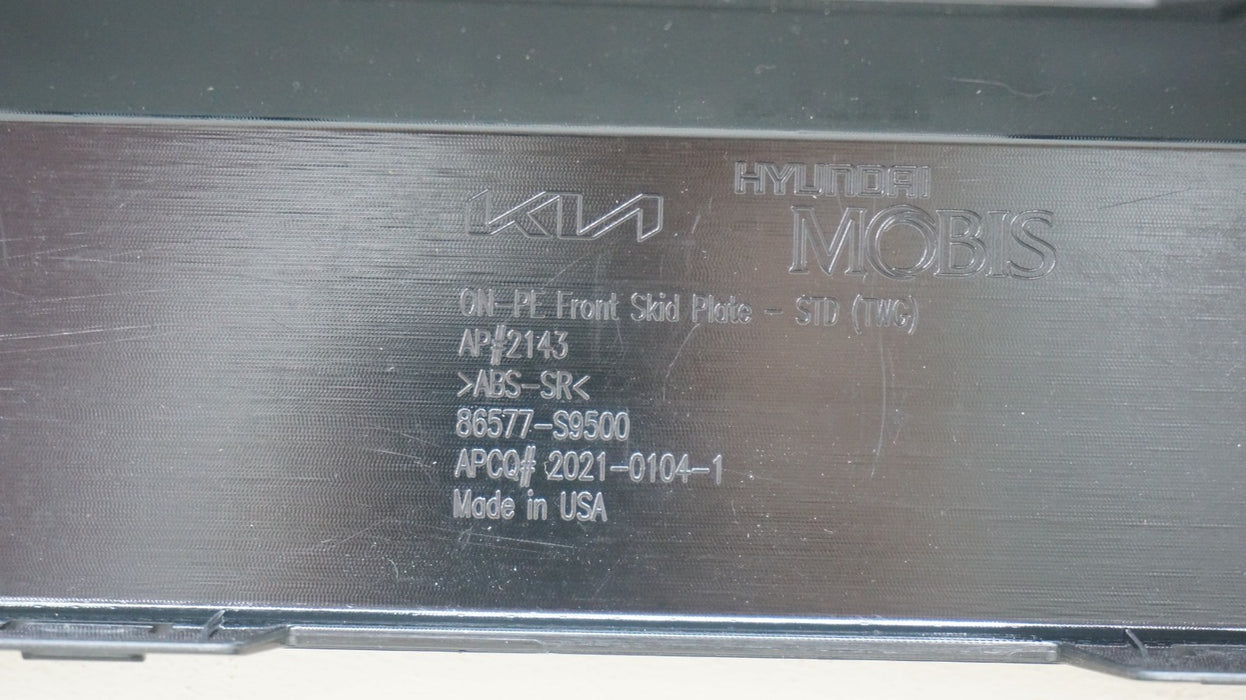 KIA
HYUNDAI
MOBIS
ON PE Front Skid Plate - STD (TWG)
AP#2143
>ABS-SR<
86577-S9500
APCQ# 2021-0104-1
Made in USA